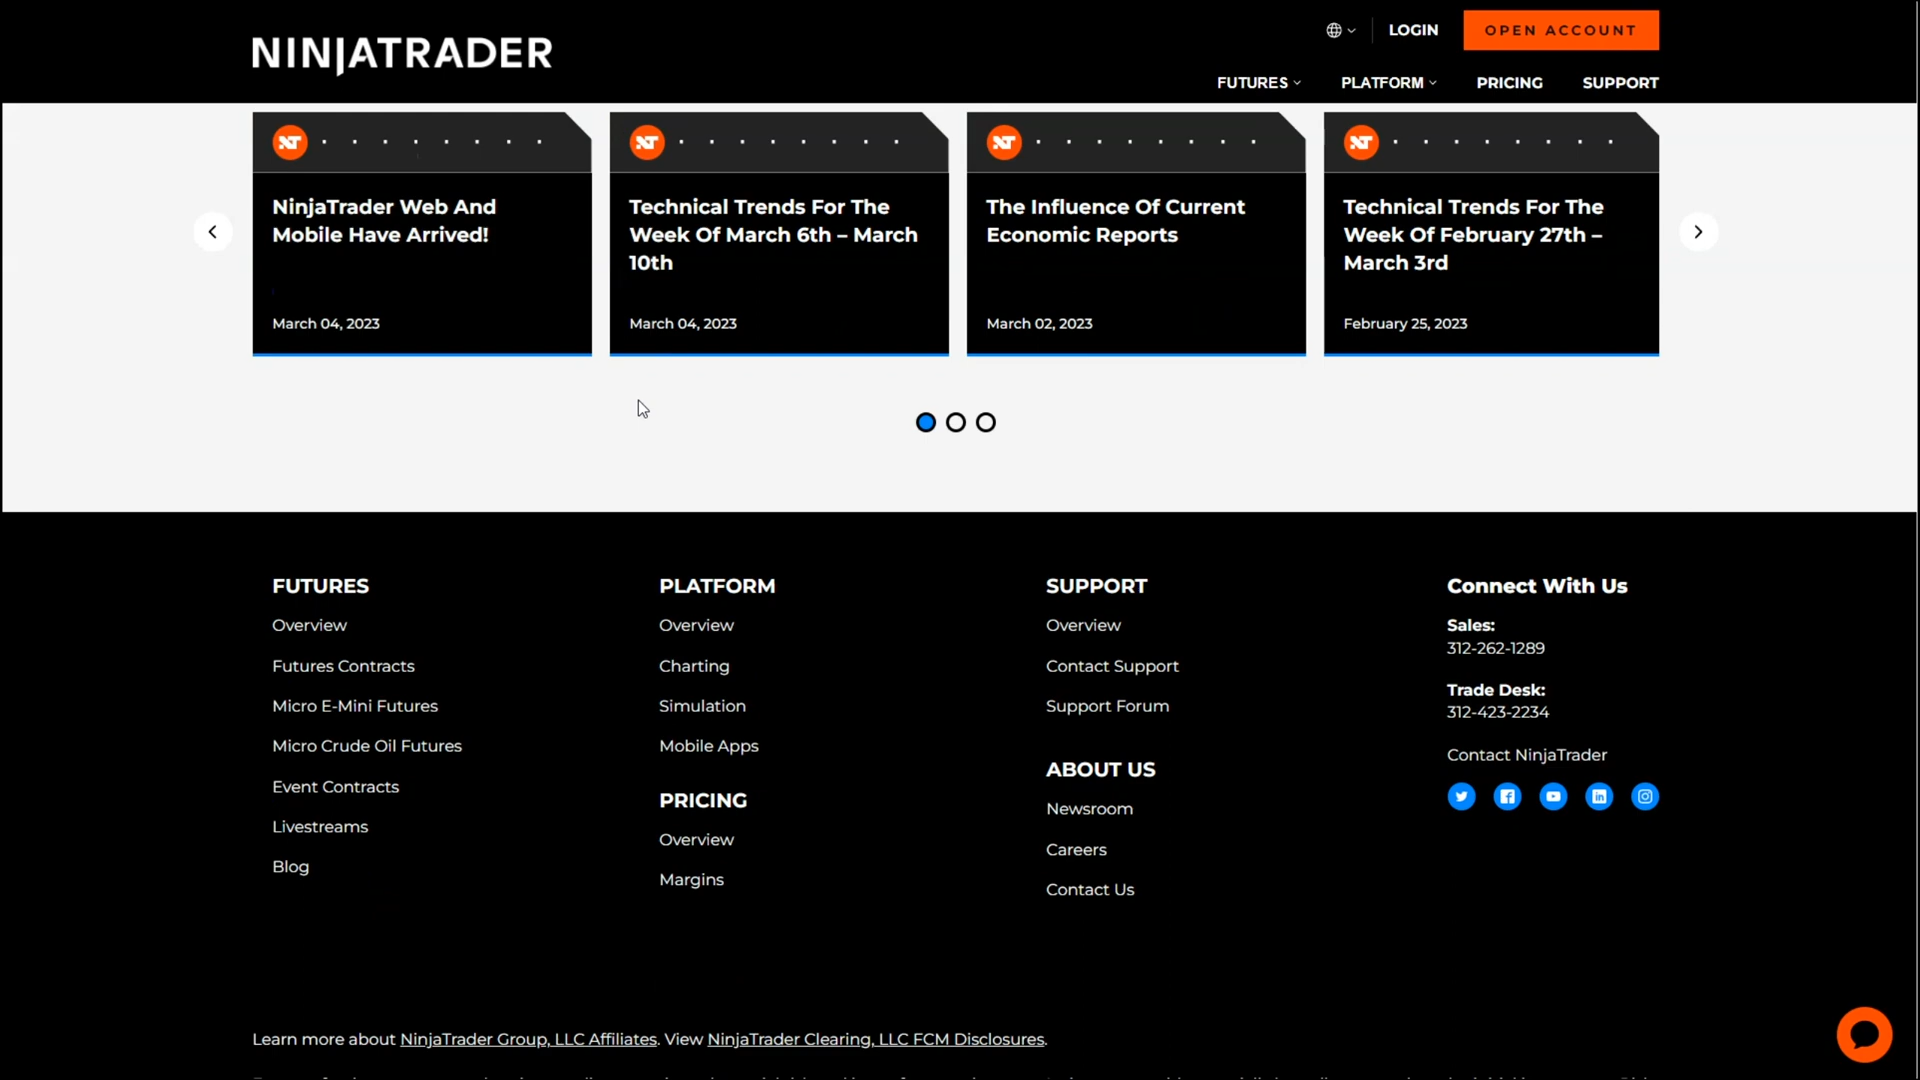 NINJATRADER
LOGIN
OPEN ACCOUNT
FUTURES
PLATFORM
PRICING
SUPPORT
NinjaTrader Web And
Mobile Have Arrived!
March 04, 2023
Technical Trends For The
Week Of March 6th – March
10th
March 04, 2023
The Influence Of Current
Economic Reports
March 02, 2023
Technical Trends For The
Week Of February 27th –
March 3rd
February 25, 2023
FUTURES
Overview
Futures Contracts
Micro E-Mini Futures
Micro Crude Oil Futures
Event Contracts
Livestreams
Blog
PLATFORM
Overview
Charting
Simulation
Mobile Apps
PRICING
Overview
Margins
SUPPORT
Overview
Contact Support
Support Forum
ABOUT US
Newsroom
Careers
Contact Us
Connect With Us
Sales:
312-262-1289
Trade Desk:
312-423-2234
Contact NinjaTrader
Learn more about NinjaTrader Group, LLC Affiliates. View NinjaTrader Clearing, LLC FCM Disclosures.